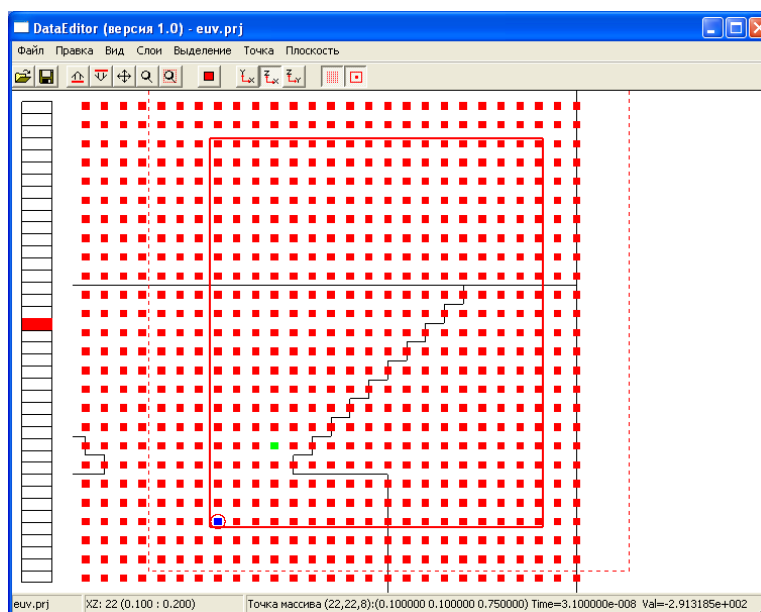 DataEditor (версия 1.0) - euv.prj
Файл Правка Вид Слои Выделение Точка Плоскость
Y X Z X Z Y
euv.prj XZ: 22 (0.100 : 0.200) Точка массива (22,22,8):(0.100000 0.100000 0.750000) Time=3.100000e-008 Val=-2.913185e+002